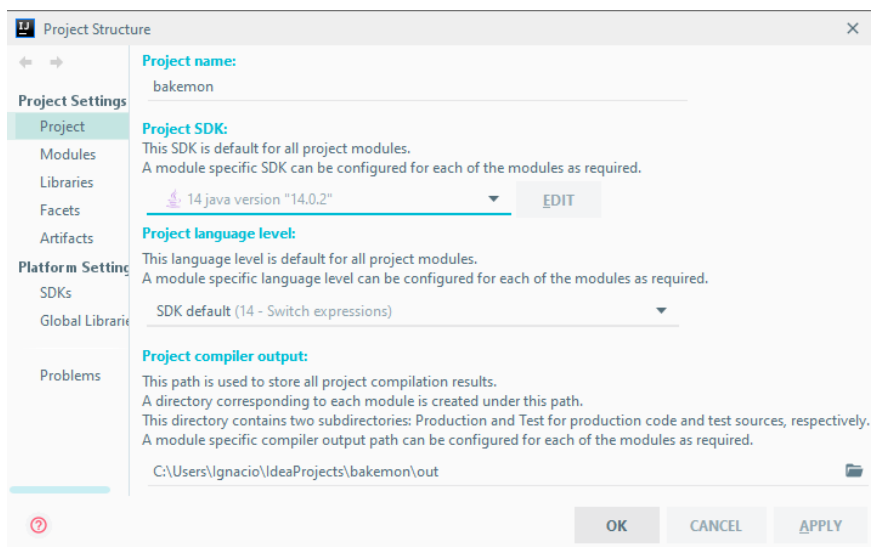 IJ Project Structure
Project Settings
Project
Modules
Libraries
Facets
Artifacts
Platform Setting
SDKs
Global Librarie
Problems
Project name:
bakemon
Project SDK:
This SDK is default for all project modules.
A module specific SDK can be configured for each of the modules as required.
14 java version "14.0.2"
EDIT
Project language level:
This language level is default for all project modules.
A module specific language level can be configured for each of the modules as required.
SDK default (14 - Switch expressions)
Project compiler output:
This path is used to store all project compilation results.
A directory corresponding to each module is created under this path.
This directory contains two subdirectories: Production and Test for production code and test sources, respectively.
A module specific compiler output path can be configured for each of the modules as required.
C:\Users\Ignacio\IdeaProjects\bakemon\out
?
OK
CANCEL
APPLY